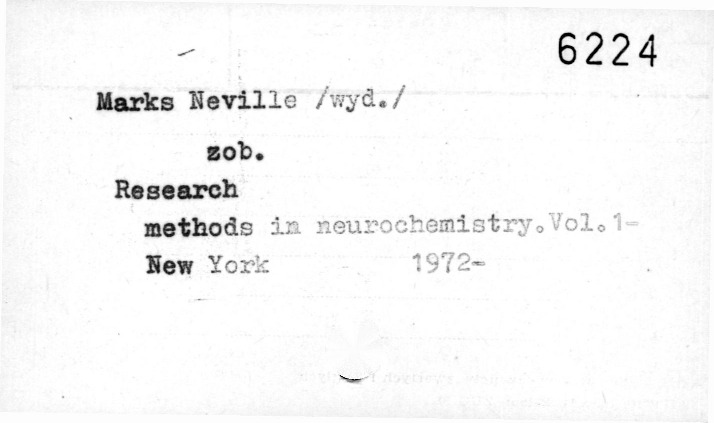 6224
Marks Neville /wyd./
zob.
Research
methods in neurochemistry.Vol.1-
New York 1972-